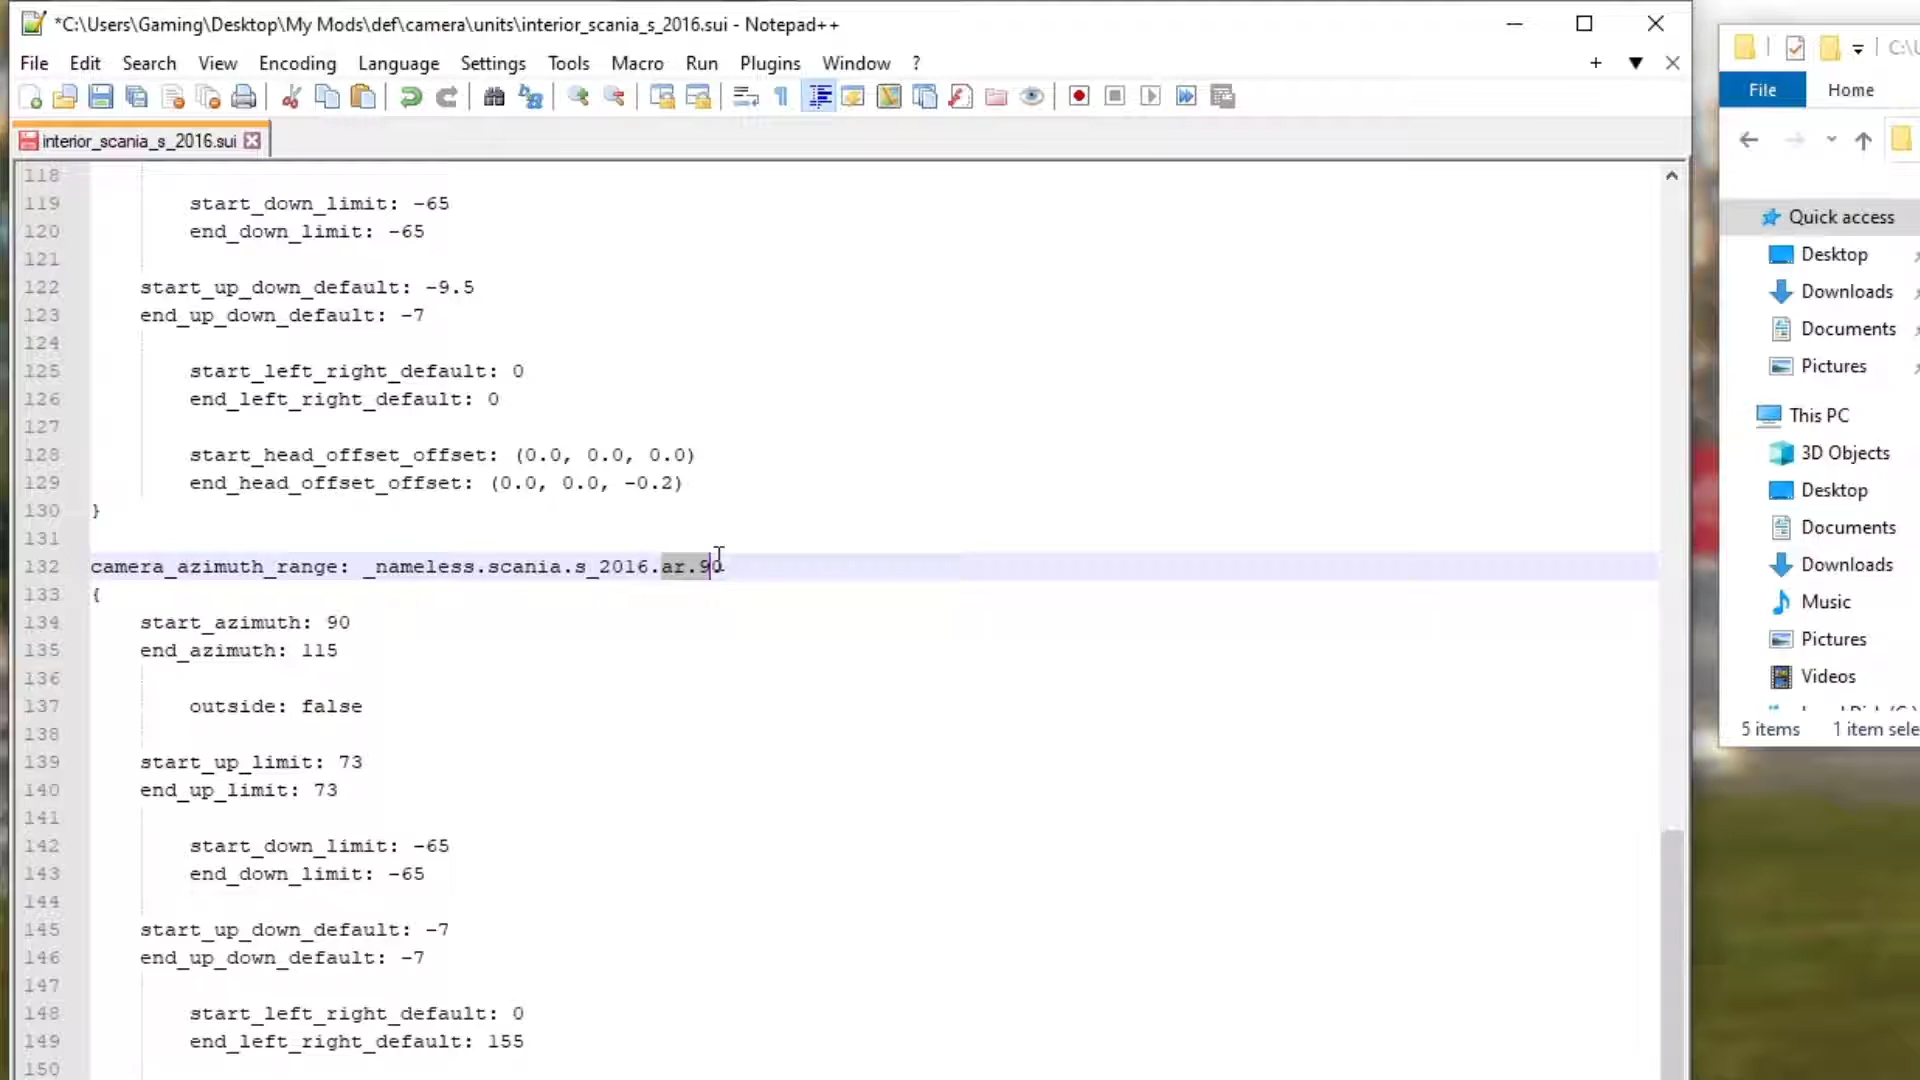 *C:\Users\Gaming\Desktop\My Mods\def\camera\units\interior_scania_s_2016.sui - Notepad++
File Edit Search View Encoding Language Settings Tools Macro Run Plugins Window ?
interior_scania_s_2016.sui
118
119 start_down_limit: -65
120 end_down_limit: -65
121
122 start_up_down_default: -9.5
123 end_up_down_default: -7
124
125 start_left_right_default: 0
126 end_left_right_default: 0
127
128 start_head_offset_offset: (0.0, 0.0, 0.0)
129 end_head_offset_offset: (0.0, 0.0, -0.2)
130 }
131
132 camera_azimuth_range: _nameless.scania.s_2016.ar.90
133 {
134 start_azimuth: 90
135 end_azimuth: 115
136
137 outside: false
138
139 start_up_limit: 73
140 end_up_limit: 73
141
142 start_down_limit: -65
143 end_down_limit: -65
144
145 start_up_down_default: -7
146 end_up_down_default: -7
147
148 start_left_right_default: 0
149 end_left_right_default: 155
150
File Home
Quick access
Desktop
Downloads
Documents
Pictures
This PC
3D Objects
Desktop
Documents
Downloads
Music
Pictures
Videos
5 items 1 item sele